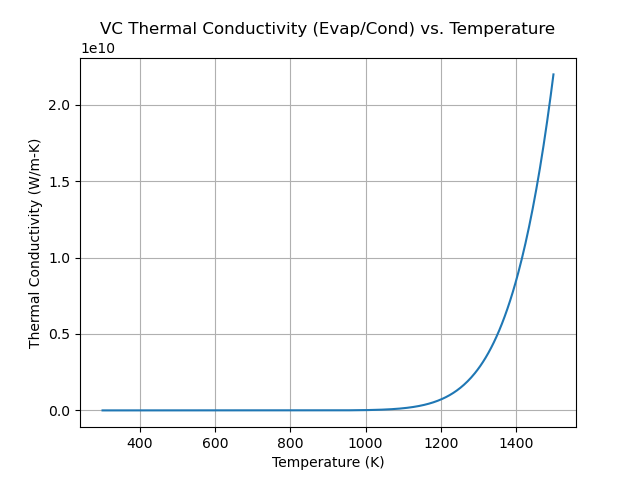 VC Thermal Conductivity (Evap/Cond) vs. Temperature
1e10
2.0
1.5
1.0
0.5
0.0
Thermal Conductivity (W/m-K)
400 600 800 1000 1200 1400
Temperature (K)